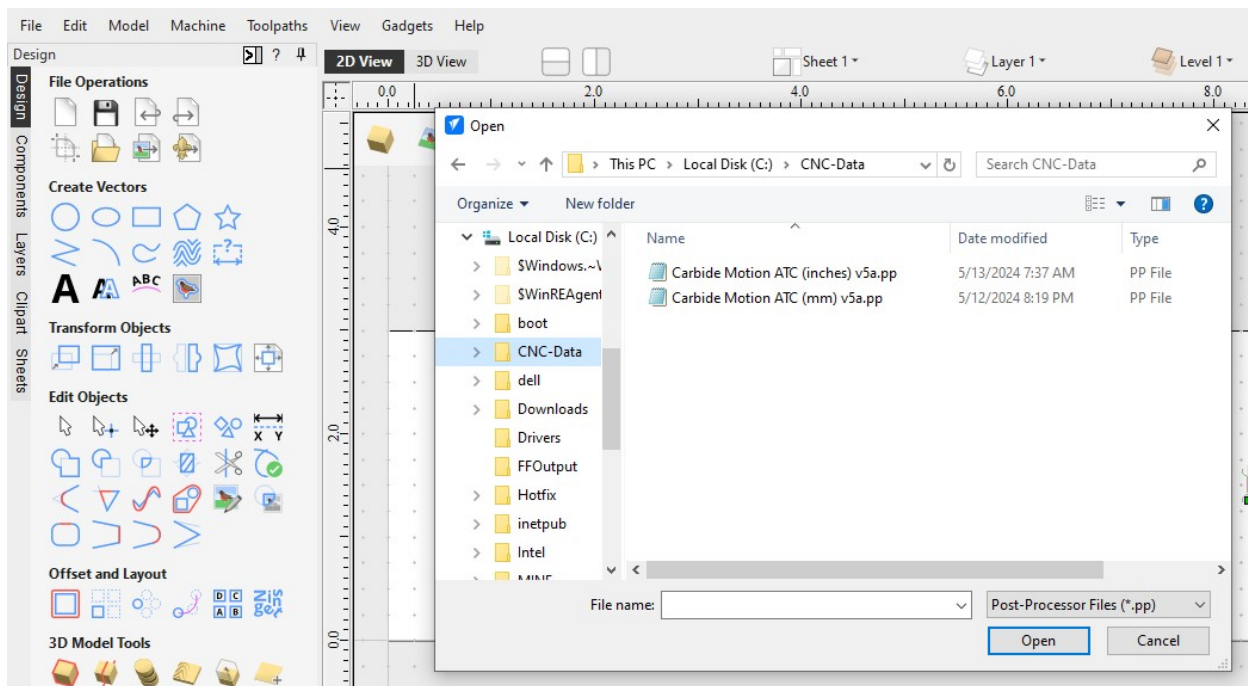 File Edit Model Machine Toolpaths View Gadgets Help
Design ?
2D View 3D View Sheet 1 Layer 1 Level 1
Design
Components
Layers
Clipart
Sheets
File Operations
Create Vectors
A A ABC
Transform Objects
Edit Objects
X Y
Offset and Layout
D C
A B
3D Model Tools
0.0 2.0 4.0 6.0 8.0
4.0
2.0
0.0
Open
This PC > Local Disk (C:) > CNC-Data Search CNC-Data
Organize New folder ?
Name Date modified Type
Local Disk (C:)
$Windows.~
$WinREAgent
boot
CNC-Data
dell
Downloads
Drivers
FFOutput
Hotfix
inetpub
Intel
Carbide Motion ATC (inches) v5a.pp 5/13/2024 7:37 AM PP File
Carbide Motion ATC (mm) v5a.pp 5/12/2024 8:19 PM PP File
File name: Post-Processor Files (*.pp)
Open Cancel